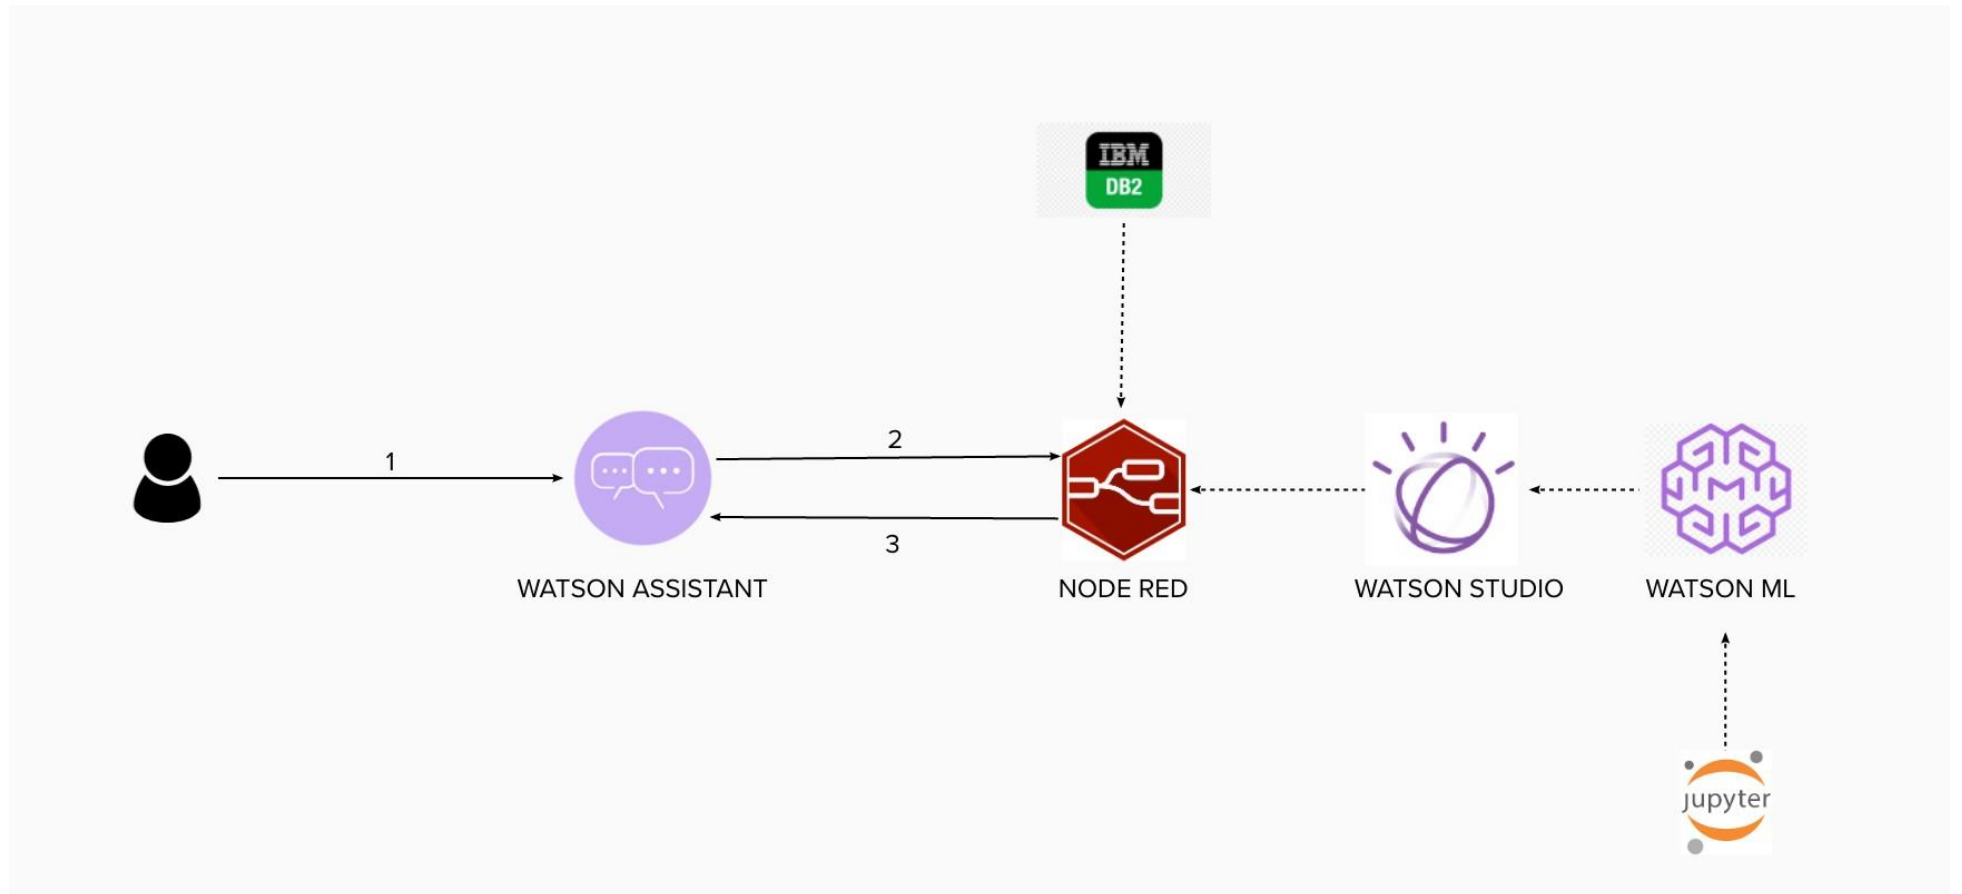 IBM
DB2
1
2
3
WATSON ASSISTANT
NODE RED
WATSON STUDIO
WATSON ML
jupyter